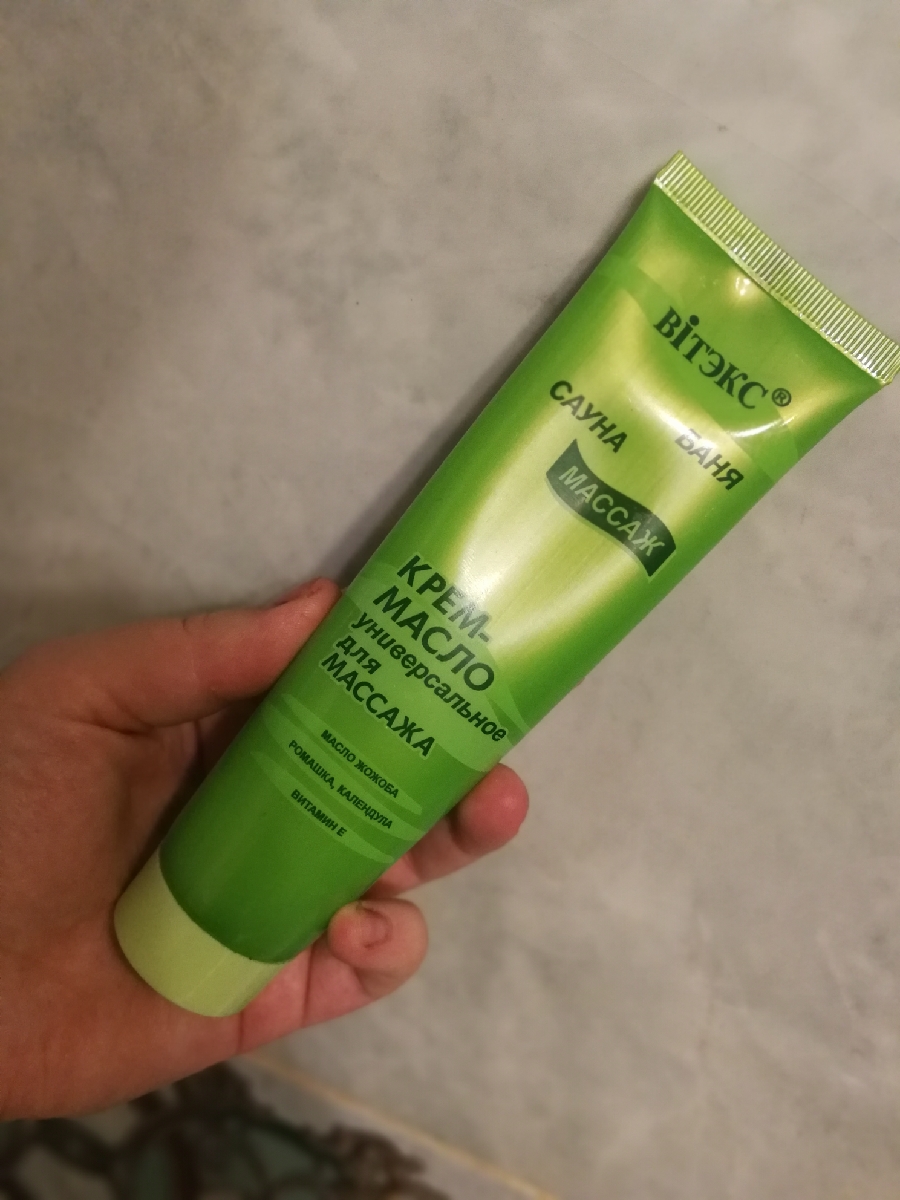 ВіТЭКС®
САУНА БАНЯ
МАССАЖ
КРЕМ-
МАСЛО
универсальное
для
МАССАЖА
МАСЛО ЖОЖОБА
РОМАШКА, КАЛЕНДУЛА
ВИТАМИН Е